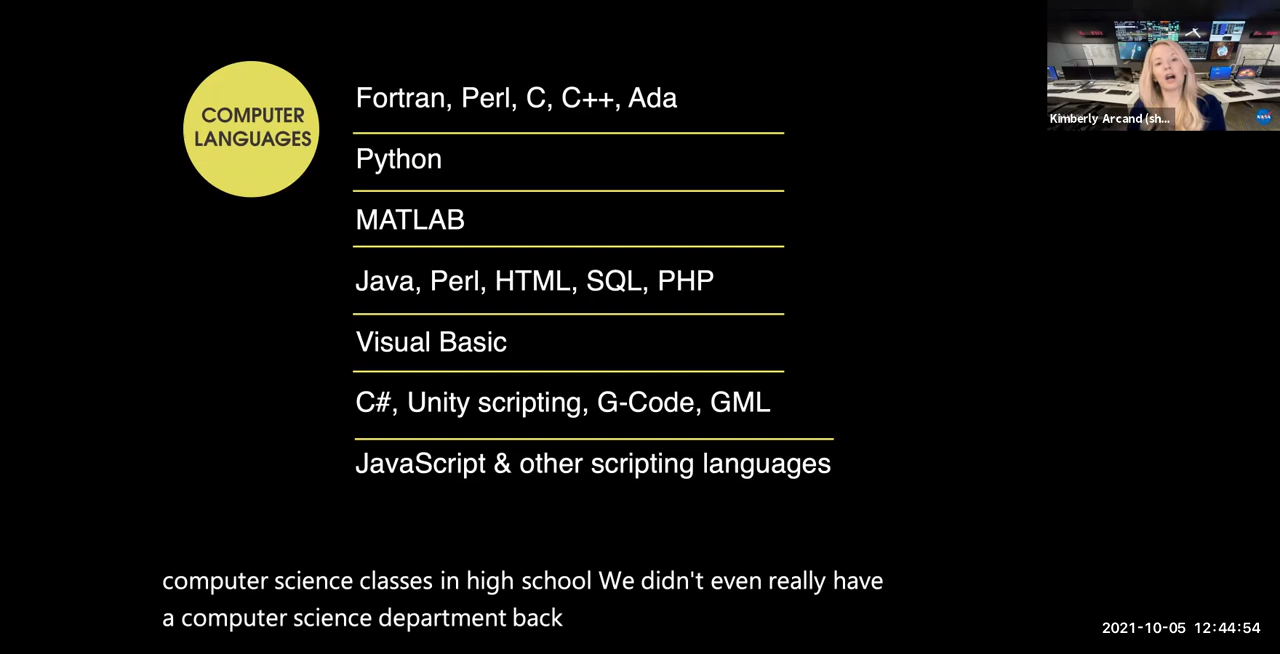 COMPUTER
LANGUAGES
Fortran, Perl, C, C++, Ada
Python
MATLAB
Java, Perl, HTML, SQL, PHP
Visual Basic
C#, Unity scripting, G-Code, GML
JavaScript & other scripting languages
Kimberly Arcand (sh...
NASA
computer science classes in high school We didn't even really have
a computer science department back
2021-10-05 12:44:54